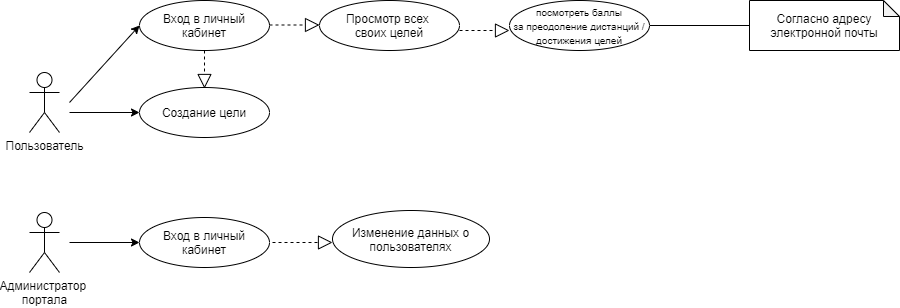 Вход в личный
кабинет
Просмотр всех
своих целей
посмотреть баллы
за преодоление дистанций /
достижения целей
Согласно адресу
электронной почты
Создание цели
Пользователь
Вход в личный
кабинет
Изменение данных о
пользователях
Администратор
портала